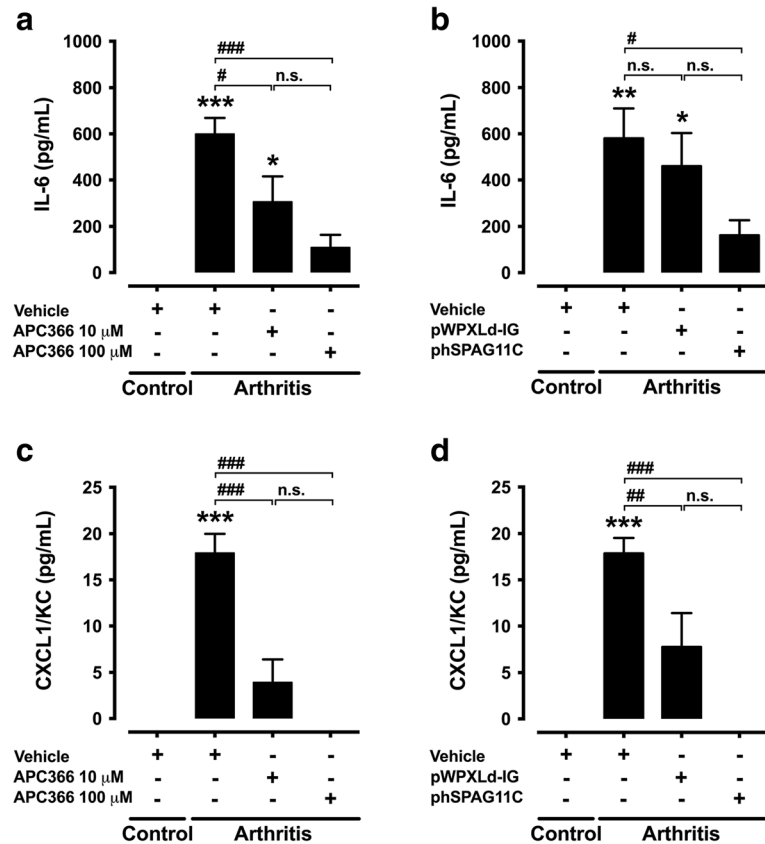 a
IL-6 (pg/mL)
1000
800
600
400
200
0
###
# n.s.
***
*
Vehicle + + - -
APC366 10 μM - - + -
APC366 100 μM - - - +
Control Arthritis
b
IL-6 (pg/mL)
1000
800
600
400
200
0
#
n.s. n.s.
**
*
Vehicle + + - -
pWPXLd-IG - - + -
phSPAG11C - - - +
Control Arthritis
c
CXCL1/KC (pg/mL)
25
20
15
10
5
0
###
### n.s.
***
Vehicle + + - -
APC366 10 μM - - + -
APC366 100 μM - - - +
Control Arthritis
d
CXCL1/KC (pg/mL)
25
20
15
10
5
0
###
## n.s.
***
Vehicle + + - -
pWPXLd-IG - - + -
phSPAG11C - - - +
Control Arthritis